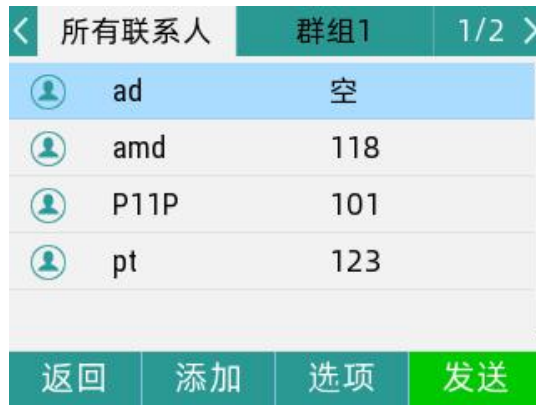 < 所有联系人 群组1 1/2 >
ad 空
amd 118
P11P 101
pt 123
返回 添加 选项 发送